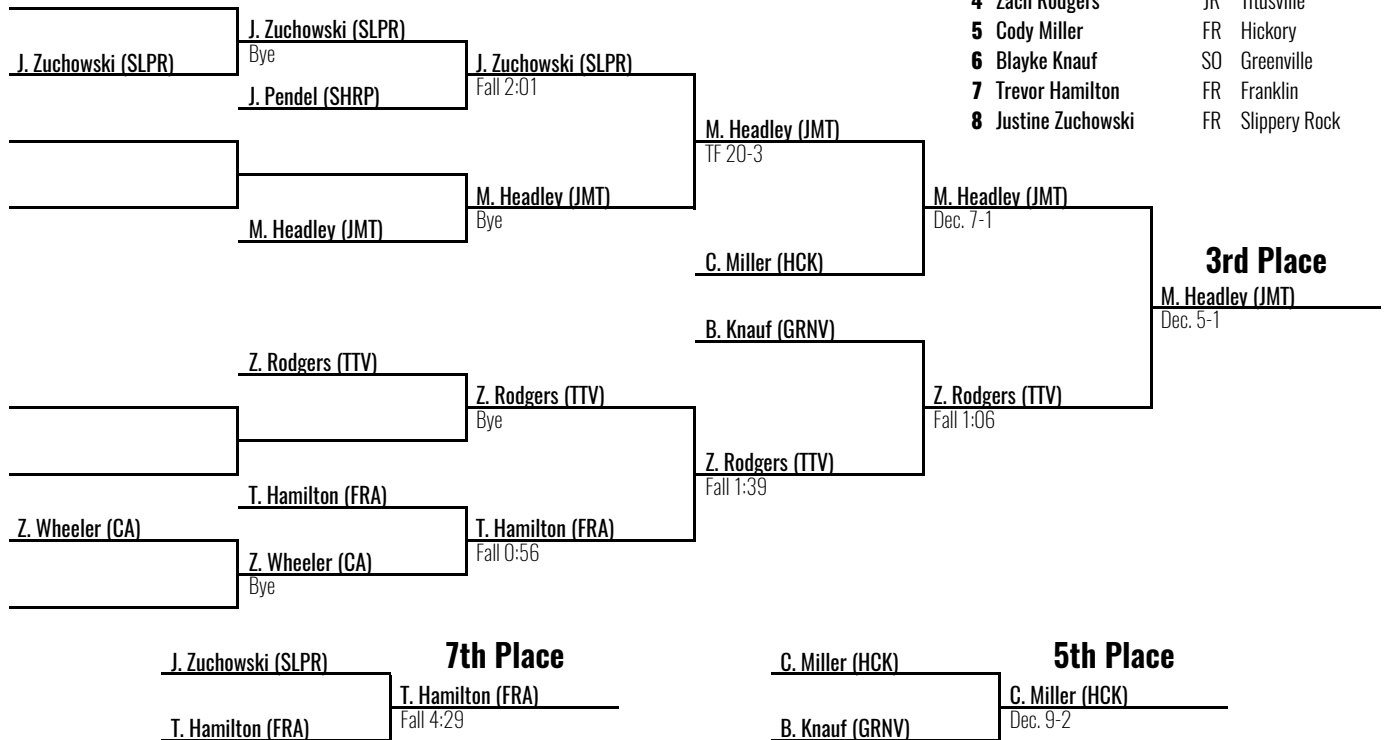 4 Zach Rodgers JR Titusville
5 Cody Miller FR Hickory
6 Blayke Knauf SO Greenville
7 Trevor Hamilton FR Franklin
8 Justine Zuchowski FR Slippery Rock
J. Zuchowski (SLPR)
J. Zuchowski (SLPR)
Bye
J. Pendel (SHRP)
J. Zuchowski (SLPR)
Fall 2:01
M. Headley (JMT)
TF 20-3
M. Headley (JMT)
M. Headley (JMT)
Bye
M. Headley (JMT)
Dec. 7-1
C. Miller (HCK)
3rd Place
M. Headley (JMT)
Dec. 5-1
B. Knauf (GRNV)
Z. Rodgers (TTV)
Z. Rodgers (TTV)
Bye
Z. Rodgers (TTV)
Fall 1:06
Z. Rodgers (TTV)
Fall 1:39
T. Hamilton (FRA)
Z. Wheeler (CA)
Z. Wheeler (CA)
Bye
T. Hamilton (FRA)
Fall 0:56
7th Place
J. Zuchowski (SLPR)
T. Hamilton (FRA)
T. Hamilton (FRA)
Fall 4:29
5th Place
C. Miller (HCK)
B. Knauf (GRNV)
C. Miller (HCK)
Dec. 9-2